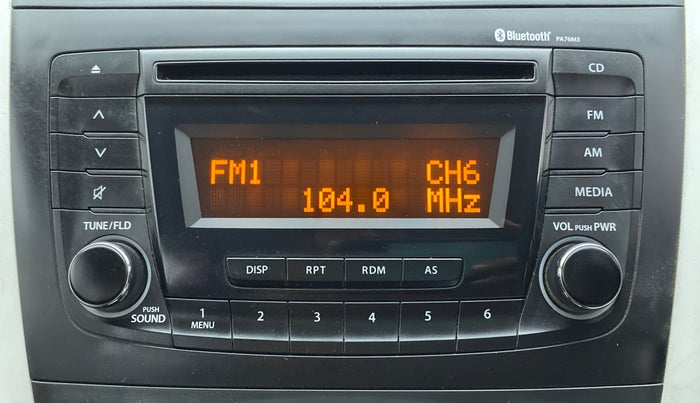 Bluetooth® PA76M3
CD
FM
AM
MEDIA
FM1 CH6
104.0 MHz
TUNE/FLD
VOL PUSH PWR
DISP RPT RDM AS
PUSH
SOUND
1 2 3 4 5 6
MENU